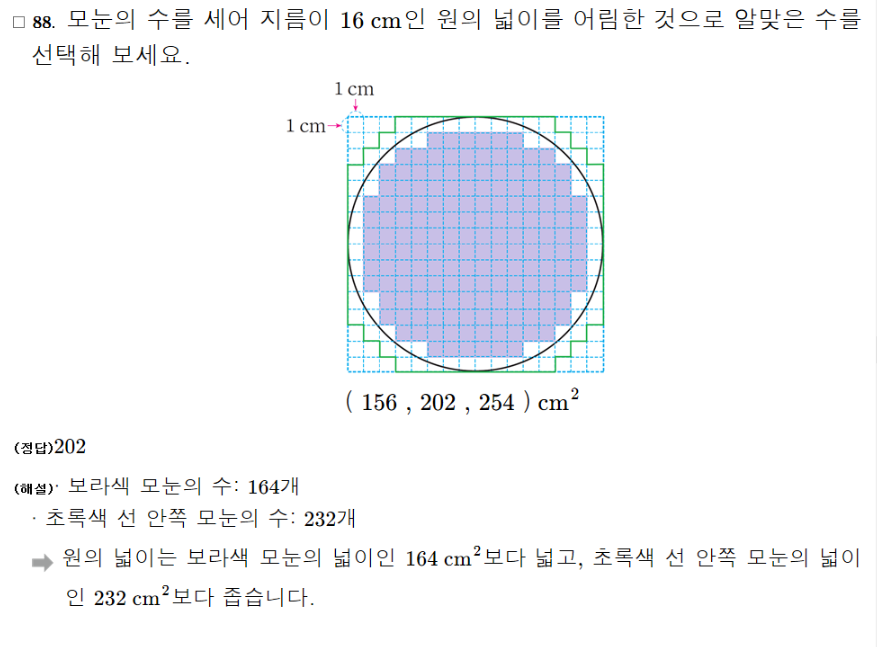 □ 88. 모눈의 수를 세어 지름이 16 cm인 원의 넓이를 어림한 것으로 알맞은 수를
선택해 보세요.
1 cm
1 cm
( 156 , 202 , 254 ) cm²
(정답)202
(해설)· 보라색 모눈의 수: 164개
· 초록색 선 안쪽 모눈의 수: 232개
➡ 원의 넓이는 보라색 모눈의 넓이인 164 cm²보다 넓고, 초록색 선 안쪽 모눈의 넓이
인 232 cm²보다 좁습니다.